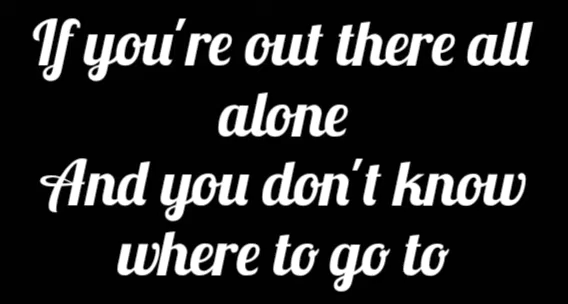 If you're out there all
alone
And you don't know
where to go to